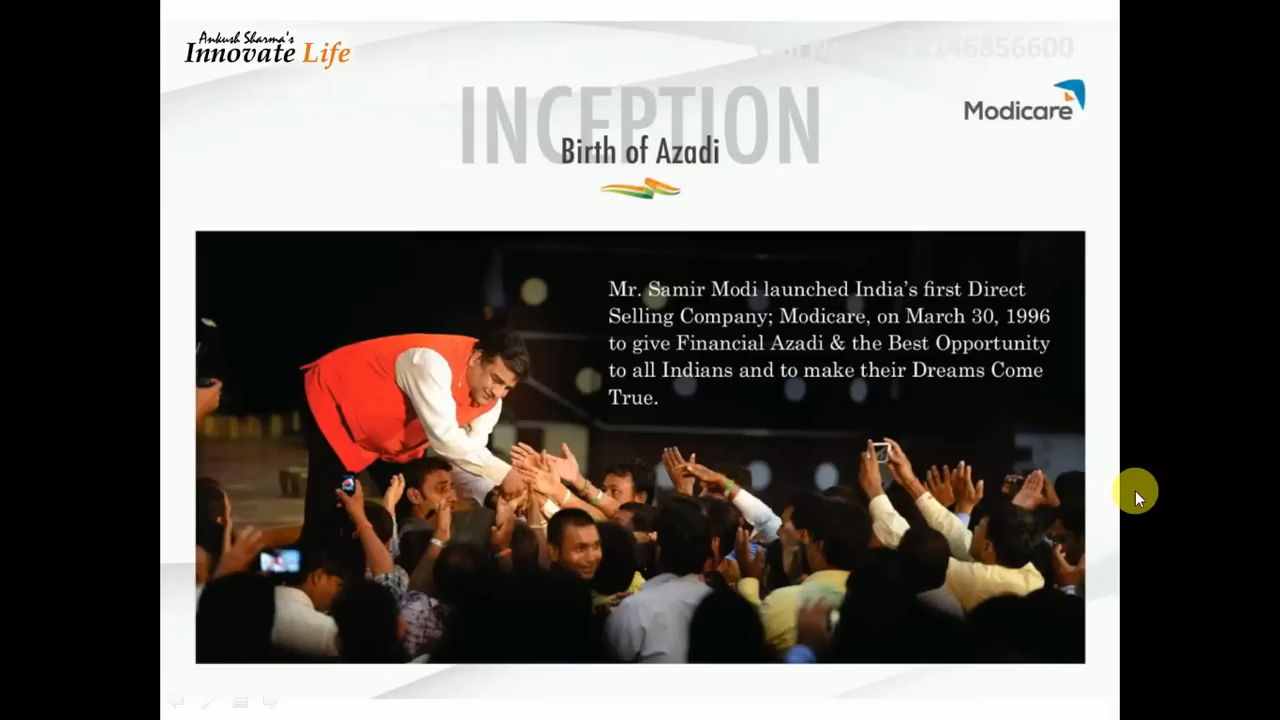 Ankush Sharma's
Innovate Life
146856600
INCEPTION
Birth of Azadi
Modicare
Mr. Samir Modi launched India's first Direct
Selling Company; Modicare, on March 30, 1996
to give Financial Azadi & the Best Opportunity
to all Indians and to make their Dreams Come
True.